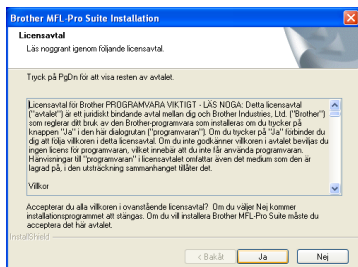 Brother MFL-Pro Suite Installation
Licensavtal
Läs noggrant igenom följande licensavtal.
Tryck på PgDn för att visa resten av avtalet.
Licensavtal för Brother PROGRAMVARA VIKTIGT - LÄS NOGA: Detta licensavtal
("avtalet") är ett juridiskt bindande avtal mellan dig och Brother Industries, Ltd. ("Brother")
som reglerar ditt bruk av den Brother-programvara som installeras om du trycker på
knappen "Ja" i den här dialogrutan ("programvaran"). Om du trycker på "Ja" förbinder du
dig att följa villkoren i detta licensavtal. Om du inte godkänner villkoren i avtalet beviljas du
ingen licens för programvaran, vilket innebär att du inte får använda programvaran.
Hänvisningar till "programvaran" i licensavtalet omfattar även det medium som den är
lagrad på, i den utsträckning sammanhanget tillåter det.
Villkor
Accepterar du alla villkoren i ovanstående licensavtal? Om du väljer Nej kommer
installationsprogrammet att stängas. Om du vill installera Brother MFL-Pro Suite måste du
acceptera det här avtalet.
InstallShield
< Bakåt
Ja
Nej